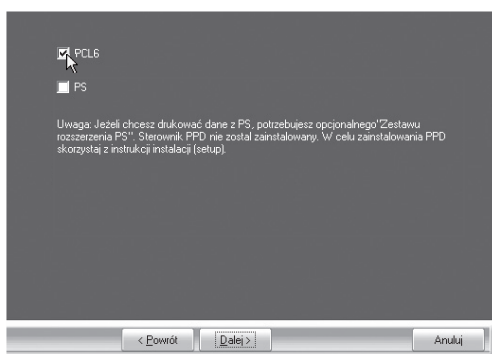 PCL6
PS
Uwaga: Jeżeli chcesz drukować dane z PS, potrzebujesz opcjonalnego"Zestawu
rozszerzenia PS". Sterownik PPD nie zostal zainstalowany. W celu zainstalowania PPD
skorzystaj z instrukcji instalacji (setup).
< Powrót Dalej > Anuluj